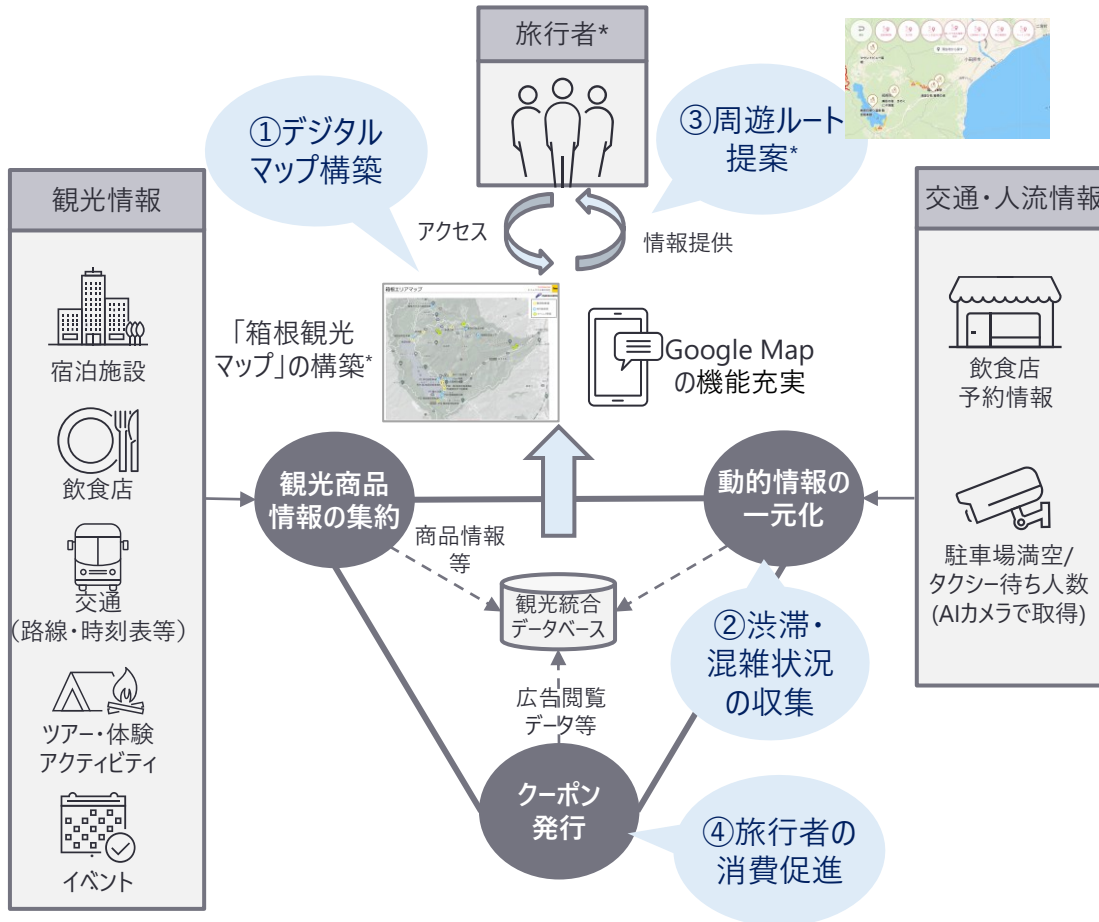 旅行者*
①デジタル
マップ構築
③周遊ルート
提案*
観光情報
宿泊施設
飲食店
交通
（路線・時刻表等）
ツアー・体験
アクティビティ
イベント
アクセス
情報提供
箱根エリアマップ
「箱根観光
マップ」の構築*
Google Map
の機能充実
交通・人流情報
飲食店
予約情報
駐車場満空/
タクシー待ち人数
(AIカメラで取得)
観光商品
情報の集約
動的情報の
一元化
商品情報
等
観光統合
データベース
②渋滞・
混雑状況
の収集
広告閲覧
データ等
クーポン
発行
④旅行者の
消費促進